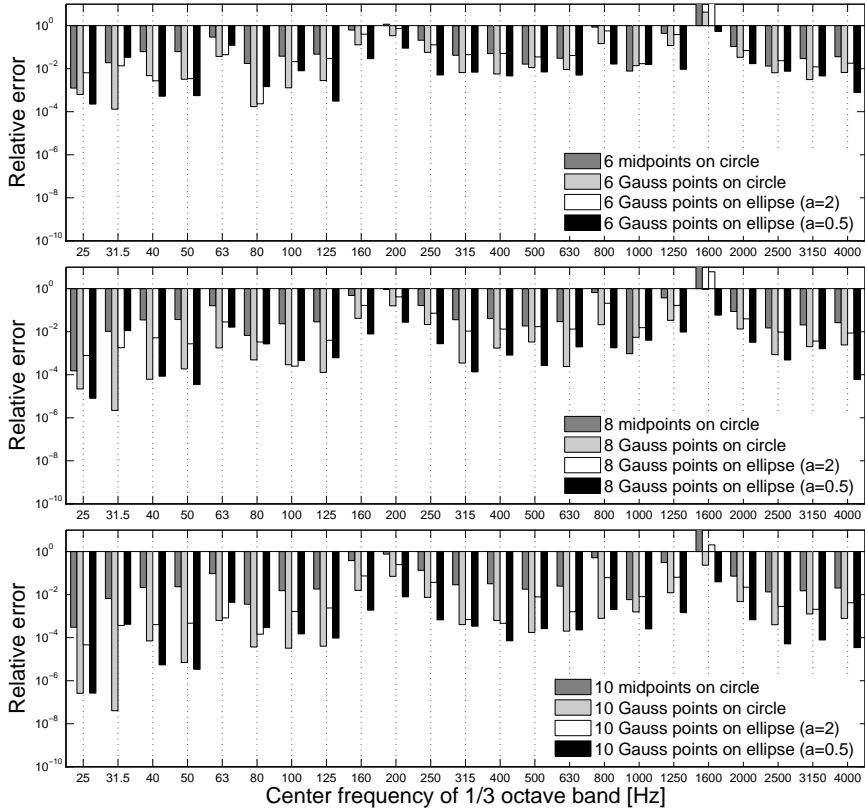 10^0
10^-2
10^-4
10^-6
10^-8
10^-10
Relative error
6 midpoints on circle
6 Gauss points on circle
6 Gauss points on ellipse (a=2)
6 Gauss points on ellipse (a=0.5)
25 31.5 40 50 63 80 100 125 160 200 250 315 400 500 630 800 1000 1250 1600 2000 2500 3150 4000
10^0
10^-2
10^-4
10^-6
10^-8
10^-10
Relative error
8 midpoints on circle
8 Gauss points on circle
8 Gauss points on ellipse (a=2)
8 Gauss points on ellipse (a=0.5)
25 31.5 40 50 63 80 100 125 160 200 250 315 400 500 630 800 1000 1250 1600 2000 2500 3150 4000
10^0
10^-2
10^-4
10^-6
10^-8
10^-10
Relative error
10 midpoints on circle
10 Gauss points on circle
10 Gauss points on ellipse (a=2)
10 Gauss points on ellipse (a=0.5)
25 31.5 40 50 63 80 100 125 160 200 250 315 400 500 630 800 1000 1250 1600 2000 2500 3150 4000
Center frequency of 1/3 octave band [Hz]